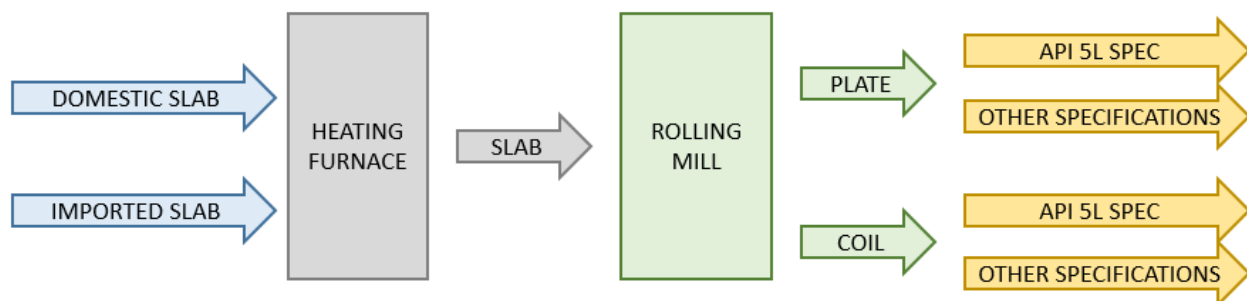 DOMESTIC SLAB
IMPORTED SLAB
HEATING
FURNACE
SLAB
ROLLING
MILL
PLATE
COIL
API 5L SPEC
OTHER SPECIFICATIONS
API 5L SPEC
OTHER SPECIFICATIONS